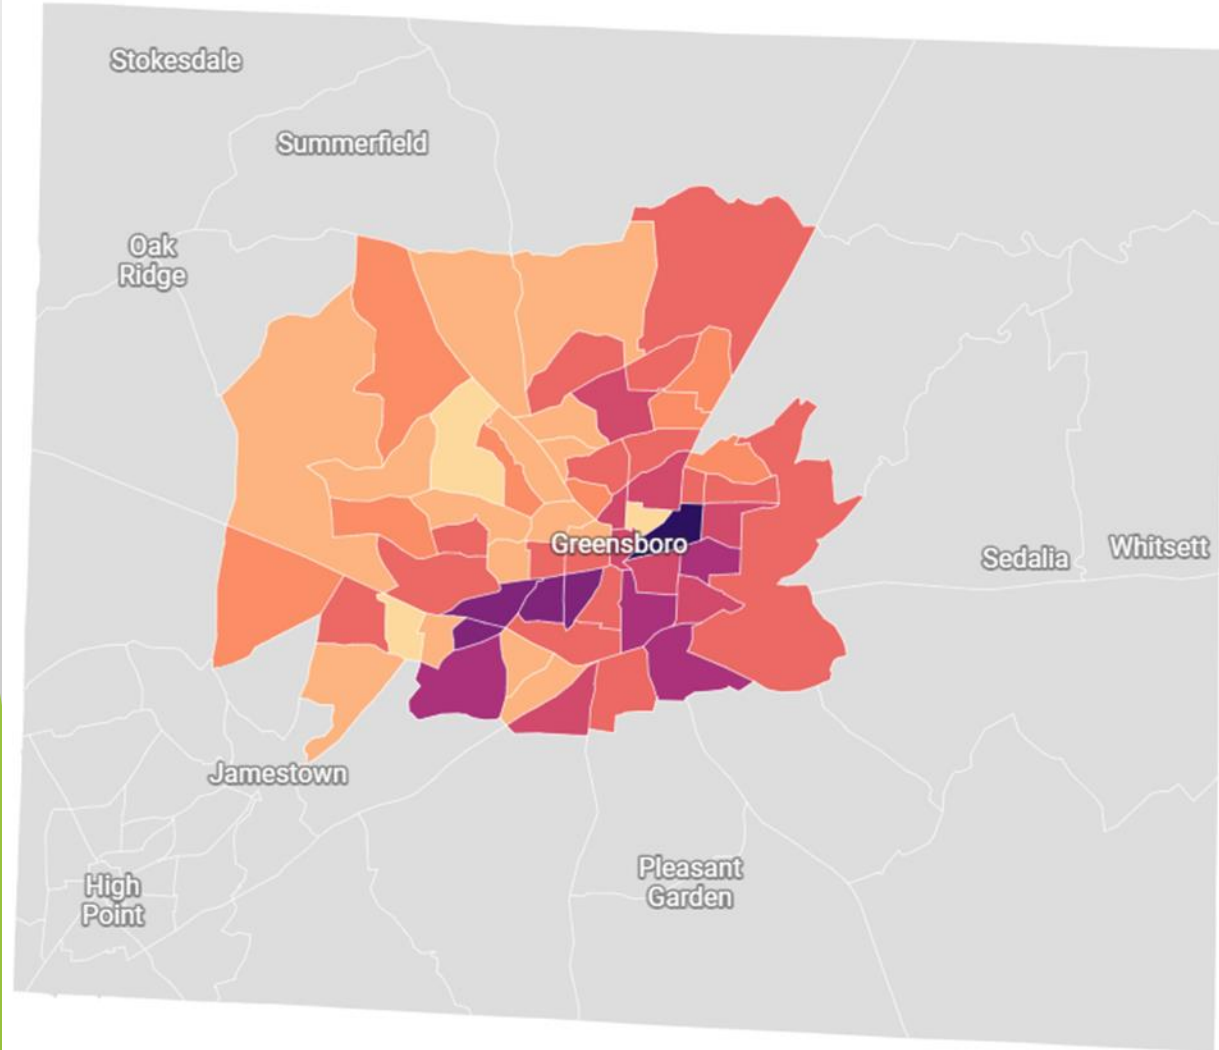 Stokesdale
Summerfield
Oak
Ridge
Greensboro
Sedalia
Whitsett
Jamestown
Pleasant
Garden
High
Point